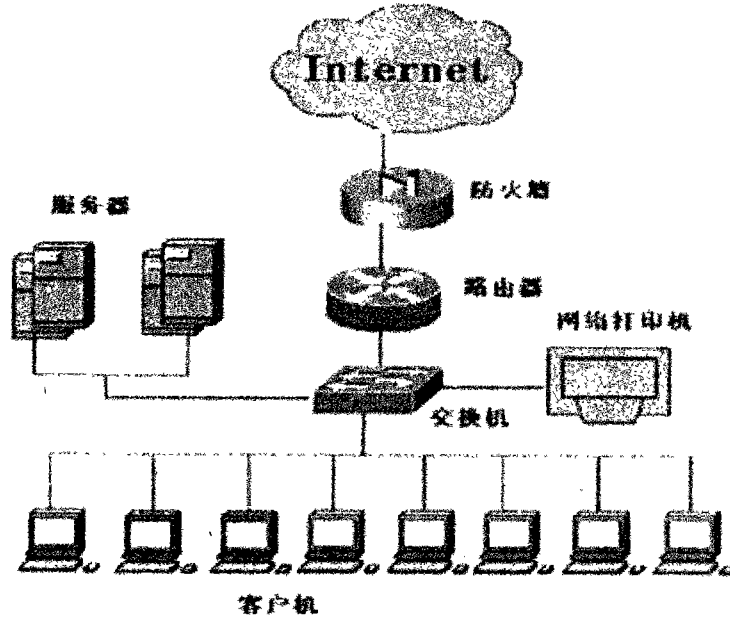 Internet
防火墙
服务器
路由器
网络打印机
交换机
客户机